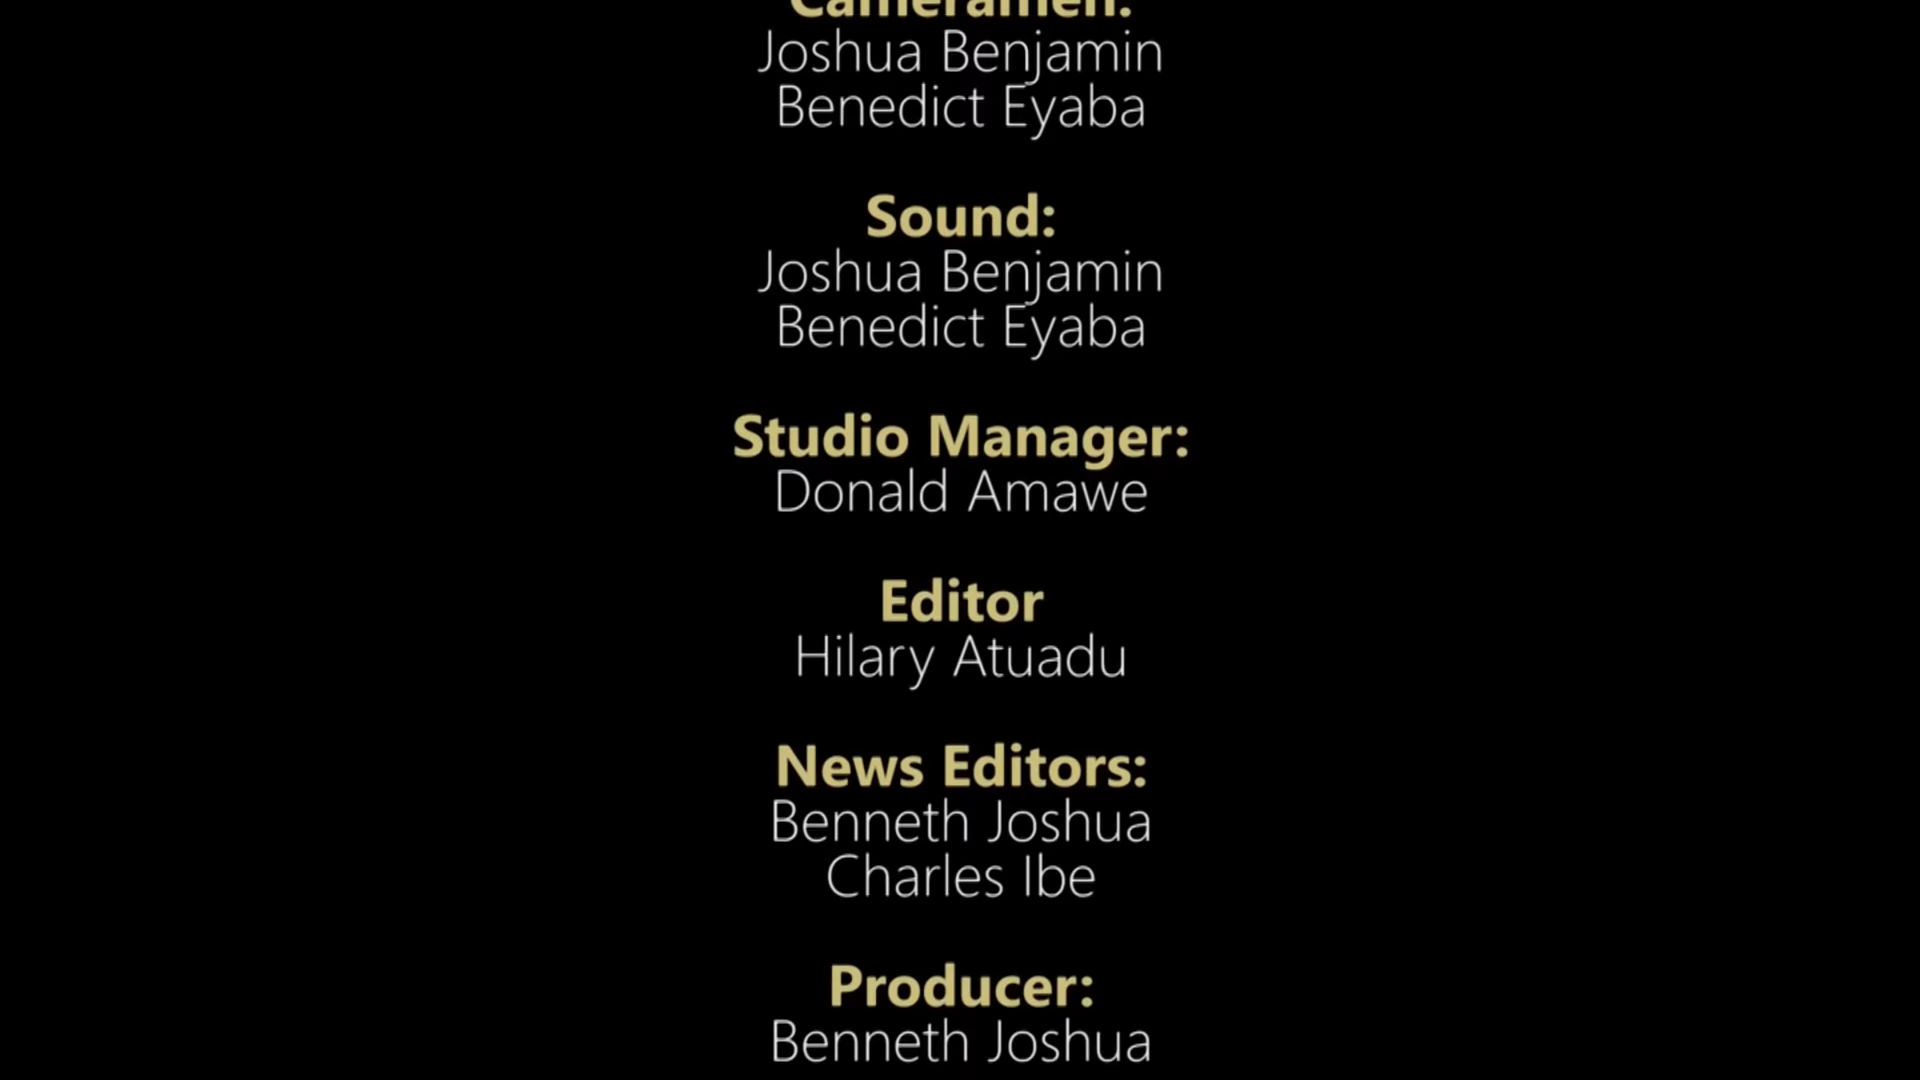 Cameramen:
Joshua Benjamin
Benedict Eyaba
Sound:
Joshua Benjamin
Benedict Eyaba
Studio Manager:
Donald Amawe
Editor
Hilary Atuadu
News Editors:
Benneth Joshua
Charles Ibe
Producer:
Benneth Joshua